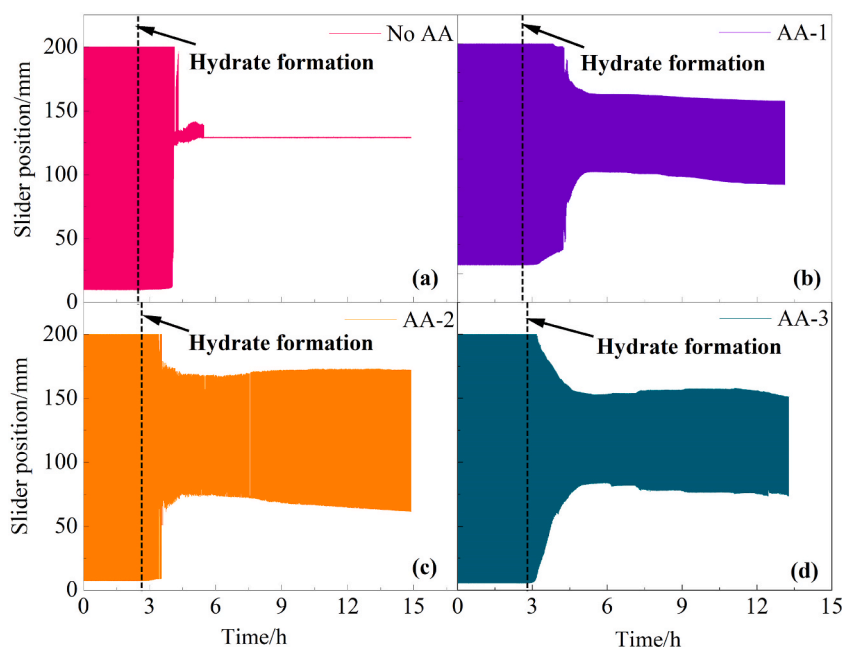 No AA
Hydrate formation
200
150
100
50
0
Slider position/mm
(a)
AA-1
Hydrate formation
(b)
AA-2
Hydrate formation
200
150
100
50
0
Slider position/mm
(c)
0 3 6 9 12 15
Time/h
AA-3
Hydrate formation
(d)
0 3 6 9 12 15
Time/h